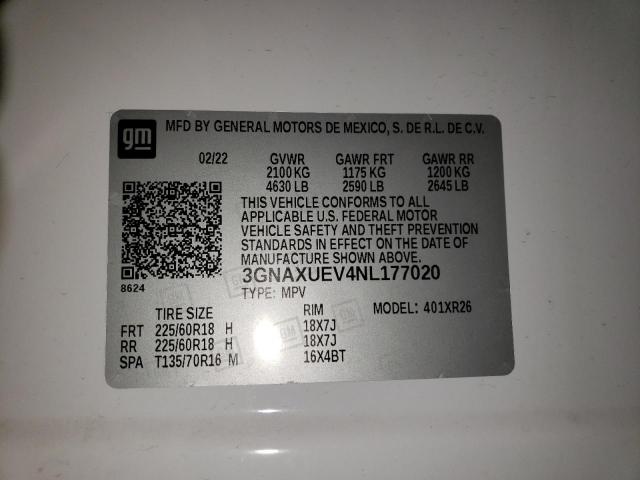 gm MFD BY GENERAL MOTORS DE MEXICO, S. DE R.L. DE C.V.
02/22 GVWR GAWR FRT GAWR RR
2100 KG 1175 KG 1200 KG
4630 LB 2590 LB 2645 LB
THIS VEHICLE CONFORMS TO ALL
APPLICABLE U.S. FEDERAL MOTOR
VEHICLE SAFETY AND THEFT PREVENTION
STANDARDS IN EFFECT ON THE DATE OF
MANUFACTURE SHOWN ABOVE.
3GNAXUEV4NL177020
8624 TYPE: MPV
TIRE SIZE RIM MODEL: 401XR26
FRT 225/60R18 H 18X7J
RR 225/60R18 H 18X7J
SPA T135/70R16 M 16X4BT